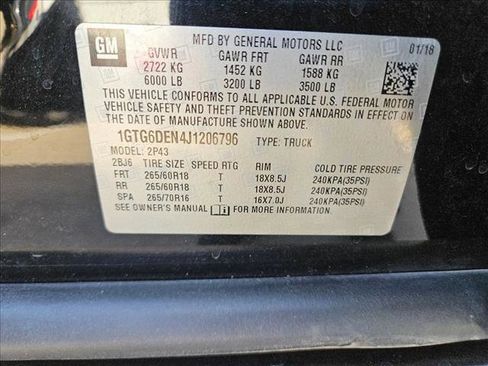 GM
MFD BY GENERAL MOTORS LLC
01/18
GVWR GAWR FRT GAWR RR
2722 KG 1452 KG 1588 KG
6000 LB 3200 LB 3500 LB
THIS VEHICLE CONFORMS TO ALL APPLICABLE U.S. FEDERAL MOTOR
VEHICLE SAFETY AND THEFT PREVENTION STANDARDS IN EFFECT ON
THE DATE OF MANUFACTURE SHOWN ABOVE.
1GTG6DEN4J1206796 TYPE: TRUCK
MODEL: 2P43
2BJ6 TIRE SIZE SPEED RTG RIM COLD TIRE PRESSURE
FRT 265/60R18 T 18X8.5J 240KPA(35PSI)
RR 265/60R18 T 18X8.5J 240KPA(35PSI)
SPA 265/70R16 T 16X7.0J 240KPA(35PSI)
SEE OWNER'S MANUAL FOR MORE INFORMATION.